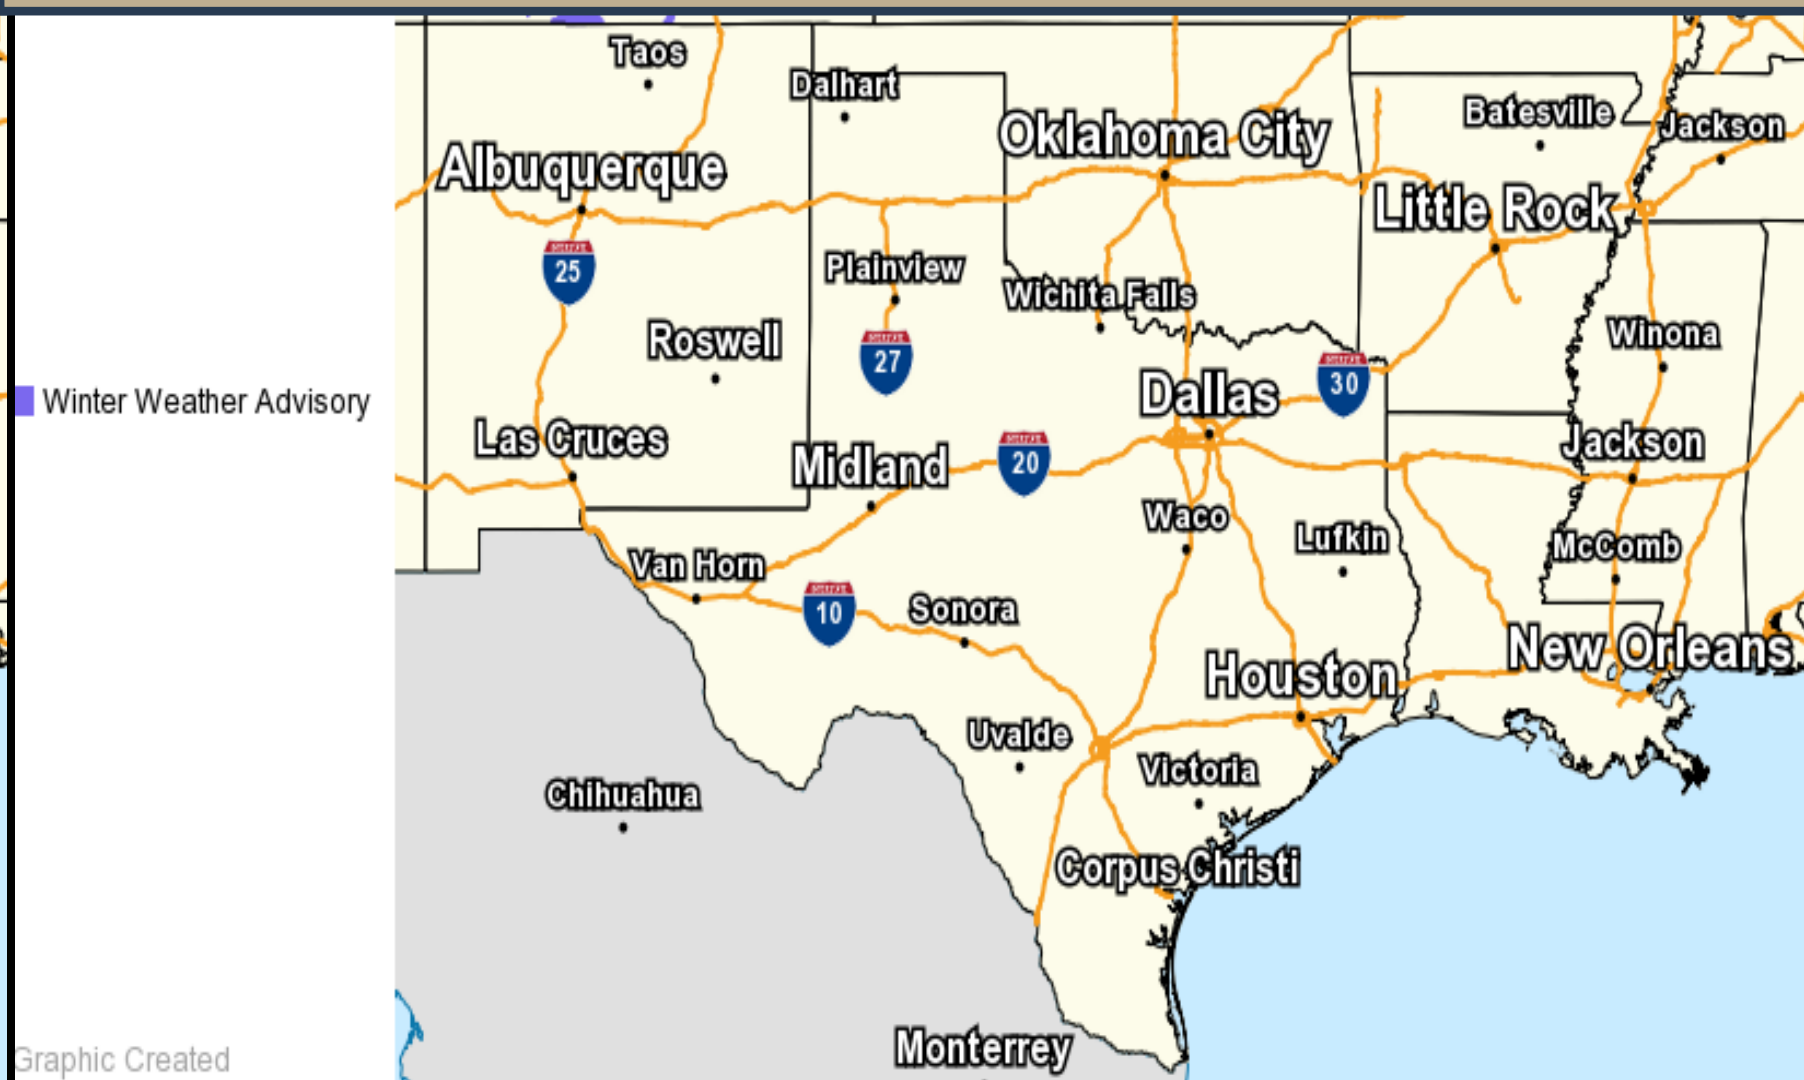 Taos
Dalhart
Batesville
Jackson
Oklahoma City
Albuquerque
Little Rock
25
Plainview
Wichita Falls
Roswell
27
Winona
30
Dallas
Winter Weather Advisory
Las Cruces
Midland
20
Jackson
Waco
Lufkin
McComb
Van Horn
10
Sonora
New Orleans
Houston
Uvalde
Victoria
Chihuahua
Corpus Christi
Monterrey
Graphic Created